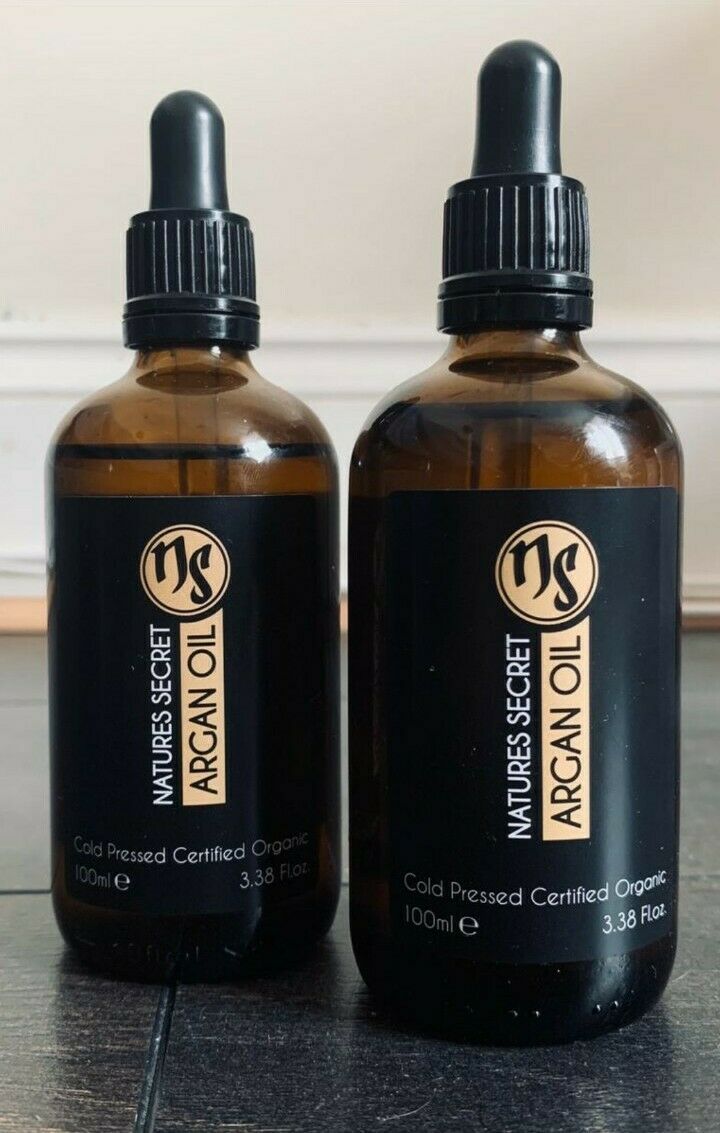 ns
NATURES SECRET
ARGAN OIL
Cold Pressed Certified Organic
100ml ℮
3.38 Fl.oz.
ns
NATURES SECRET
ARGAN OIL
Cold Pressed Certified Organic
100ml ℮
3.38 Fl.oz.